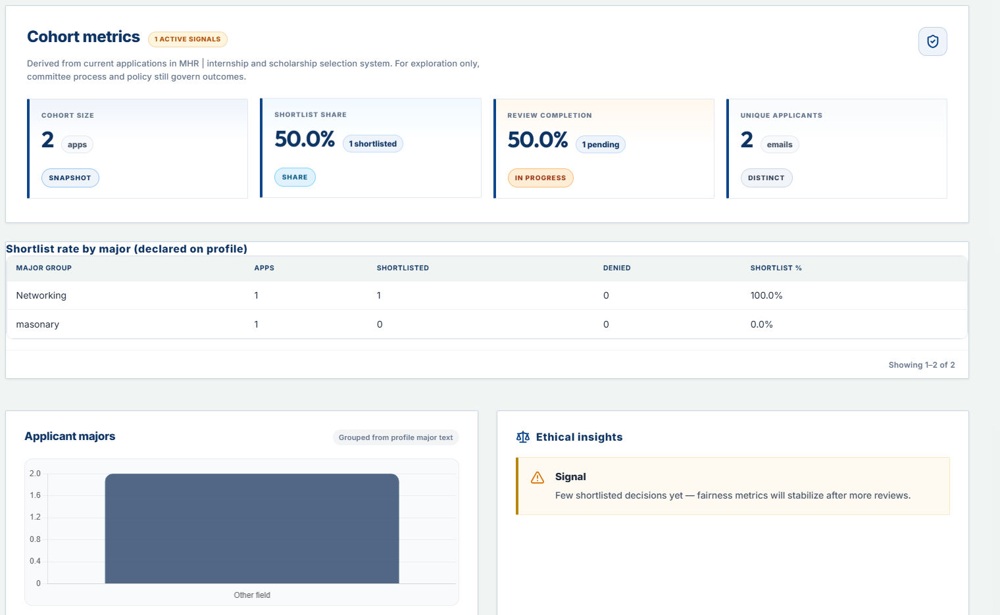 Cohort metrics 1 ACTIVE SIGNALS
Derived from current applications in MHR | internship and scholarship selection system. For exploration only,
committee process and policy still govern outcomes.
COHORT SIZE
2 apps
SNAPSHOT
SHORTLIST SHARE
50.0% 1 shortlisted
SHARE
REVIEW COMPLETION
50.0% 1 pending
IN PROGRESS
UNIQUE APPLICANTS
2 emails
DISTINCT
Shortlist rate by major (declared on profile)
MAJOR GROUP APPS SHORTLISTED DENIED SHORTLIST %
Networking 1 1 0 100.0%
masonary 1 0 0 0.0%
Showing 1–2 of 2
Applicant majors Grouped from profile major text
2.0
1.6
1.2
0.8
0.4
0
Other field
Ethical insights
Signal
Few shortlisted decisions yet — fairness metrics will stabilize after more reviews.